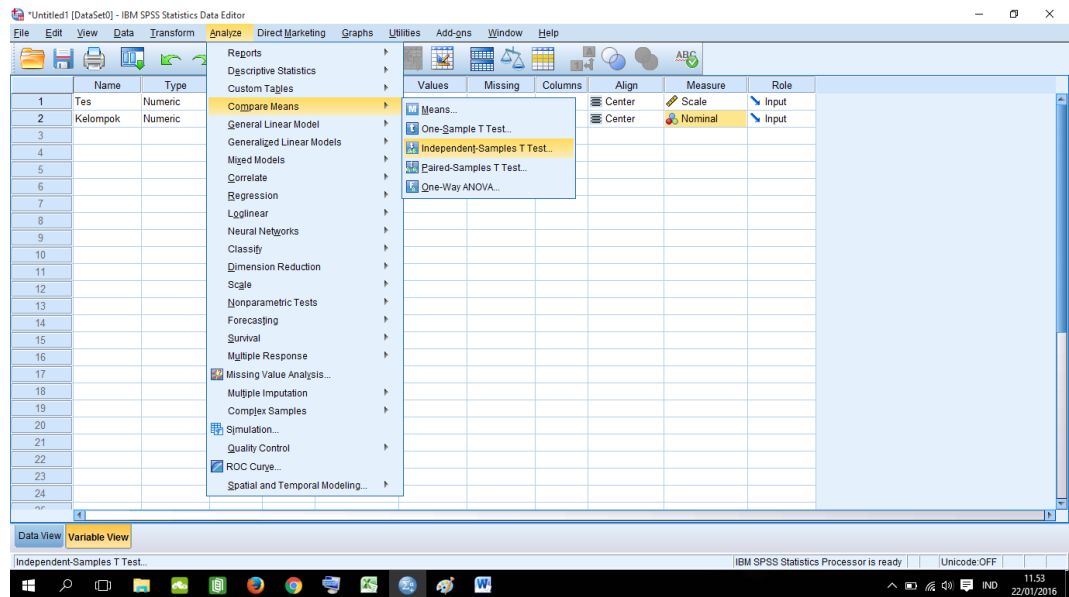 *Untitled1 [DataSet0] - IBM SPSS Statistics Data Editor
File Edit View Data Transform Analyze Direct Marketing Graphs Utilities Add-ons Window Help
Name Type Values Missing Columns Align Measure Role
1 Tes Numeric Center Scale Input
2 Kelompok Numeric Center Nominal Input
3
4
5
6
7
8
9
10
11
12
13
14
15
16
17
18
19
20
21
22
23
24
Reports
Descriptive Statistics
Custom Tables
Compare Means
General Linear Model
Generalized Linear Models
Mixed Models
Correlate
Regression
Loglinear
Neural Networks
Classify
Dimension Reduction
Scale
Nonparametric Tests
Forecasting
Survival
Multiple Response
Missing Value Analysis...
Multiple Imputation
Complex Samples
Simulation...
Quality Control
ROC Curve...
Spatial and Temporal Modeling...
Means...
One-Sample T Test...
Independent-Samples T Test...
Paired-Samples T Test...
One-Way ANOVA...
Data View Variable View
Independent-Samples T Test... IBM SPSS Statistics Processor is ready Unicode:OFF
IND 11.53
22/01/2016